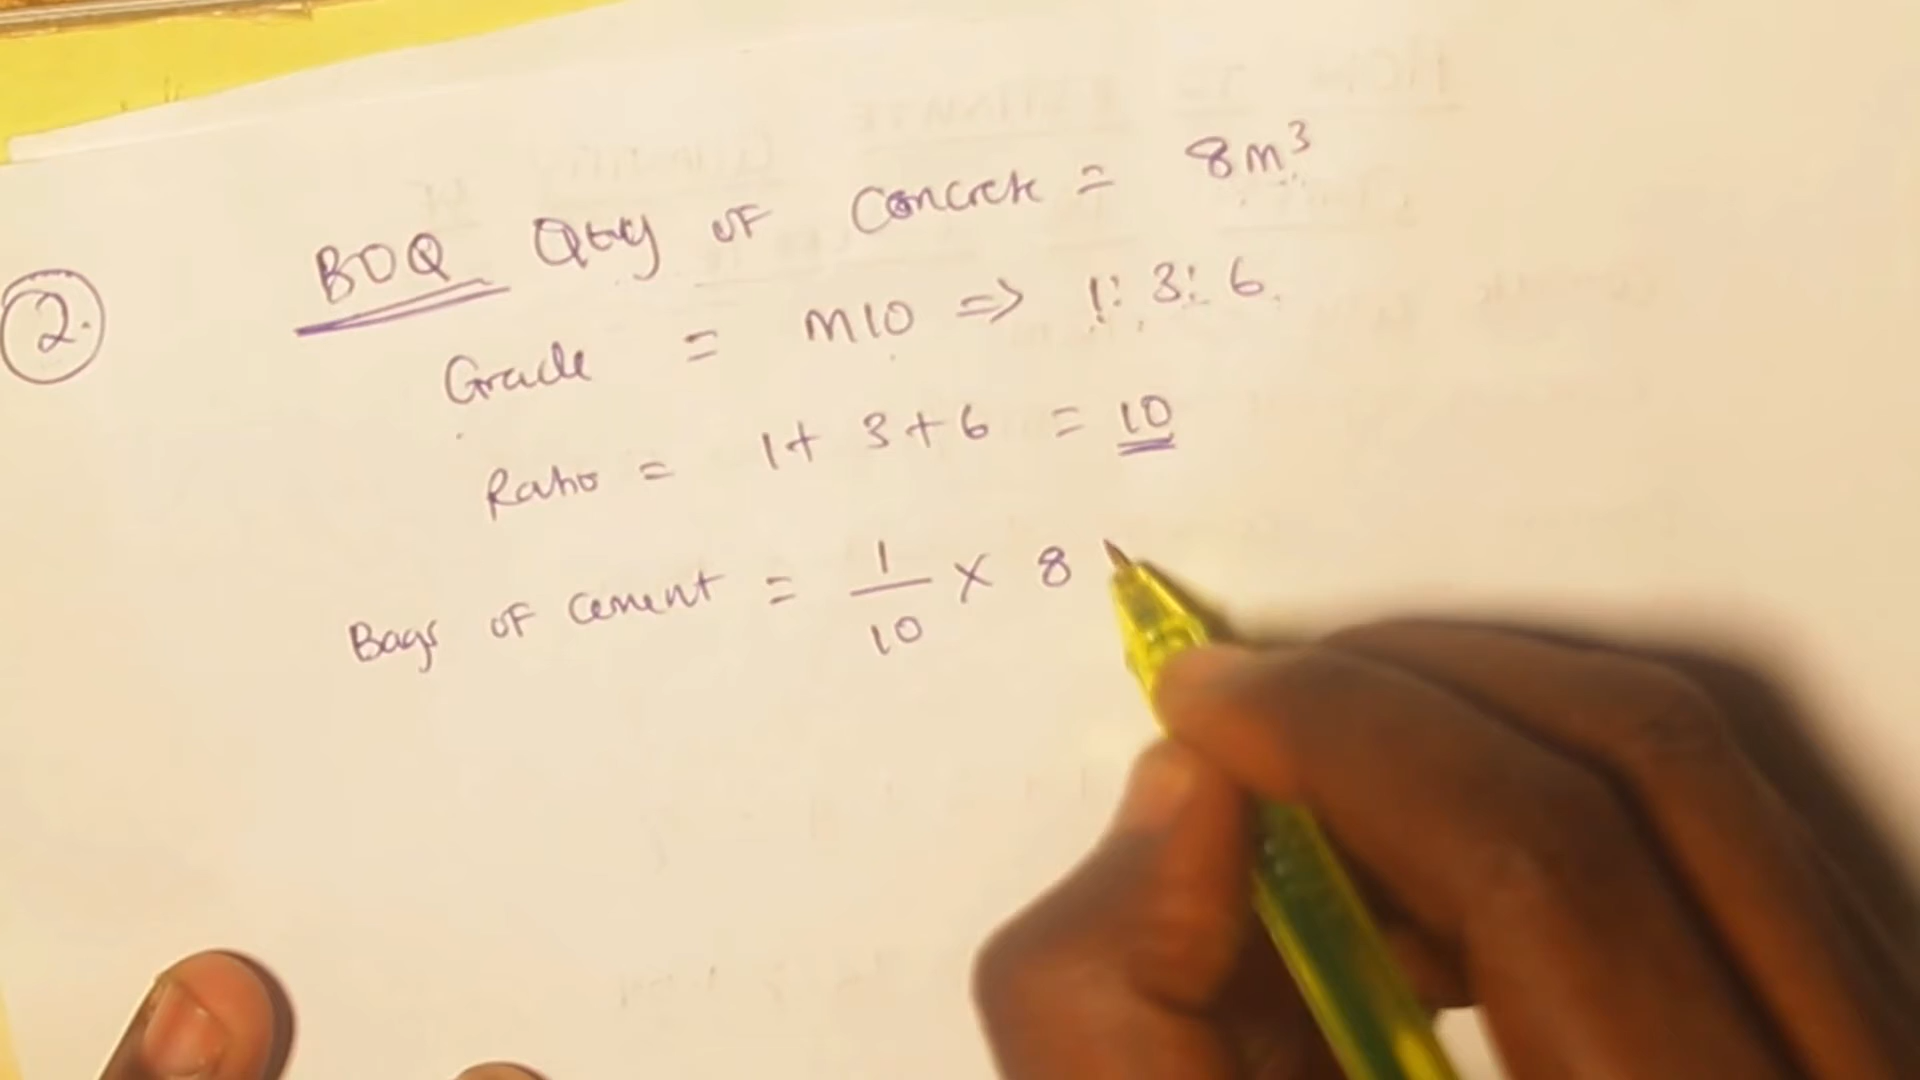 2.
BOQ Qty of Concrete = 8m³
Grade = M10 => 1:3:6
Ratio = 1+3+6 = 10
Bags of cement = 1/10 x 8